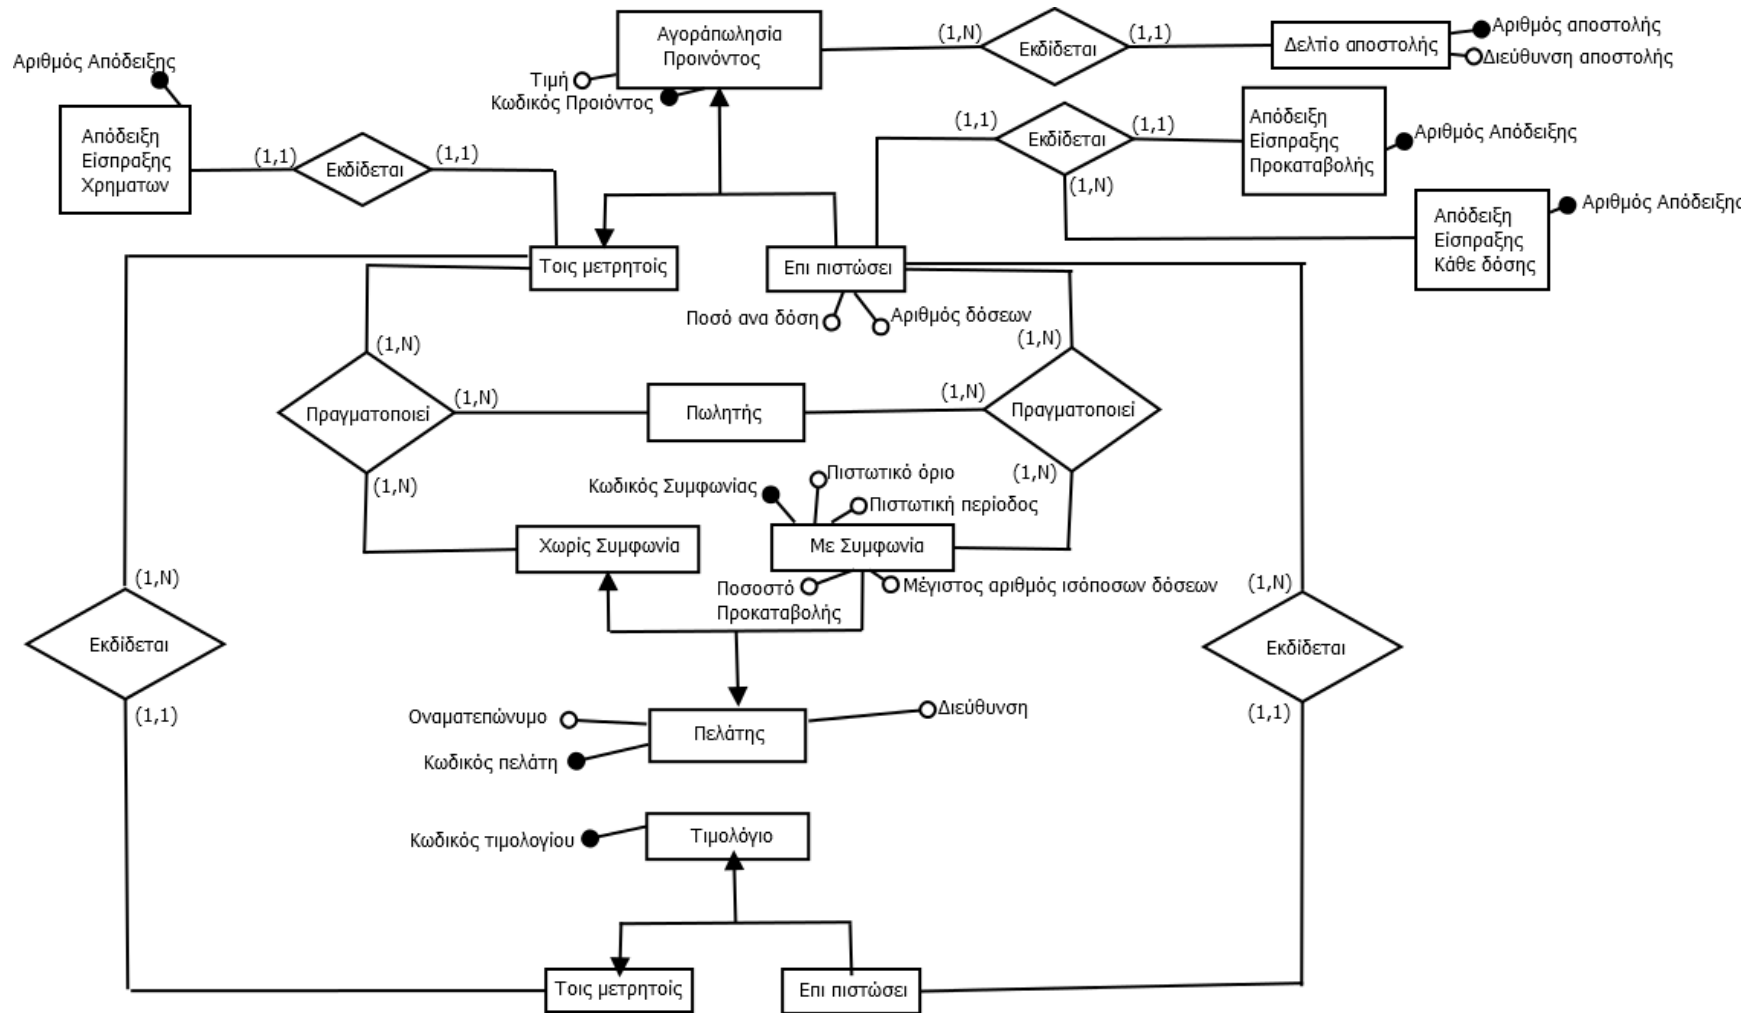 Αγοράπωλησία
Προινόντος
(1,N)
Εκδίδεται
(1,1)
Δελτίο αποστολής
Αριθμός αποστολής
Διεύθυνση αποστολής
Τιμή
Κωδικός Προιόντος
Αριθμός Απόδειξης
Απόδειξη
Είσπραξης
Χρηματων
(1,1)
Εκδίδεται
(1,1)
(1,1)
Εκδίδεται
(1,1)
(1,N)
Απόδειξη
Είσπραξης
Προκαταβολής
Αριθμός Απόδειξης
Απόδειξη
Είσπραξης
Κάθε δόσης
Αριθμός Απόδειξης
Τοις μετρητοίς
Επι πιστώσει
Ποσό ανα δόση
Αριθμός δόσεων
(1,N)
(1,N)
Πραγματοποιεί
(1,N)
Πωλητής
(1,N)
Πραγματοποιεί
(1,N)
(1,N)
Κωδικός Συμφωνίας
Πιστωτικό όριο
Πιστωτική περίοδος
Χωρίς Συμφωνία
Με Συμφωνία
Ποσοστό
Προκαταβολής
Μέγιστος αριθμός ισόποσων δόσεων
(1,N)
Εκδίδεται
(1,1)
(1,N)
Εκδίδεται
(1,1)
Οναματεπώνυμο
Κωδικός πελάτη
Πελάτης
Διεύθυνση
Κωδικός τιμολογίου
Τιμολόγιο
Τοις μετρητοίς
Επι πιστώσει